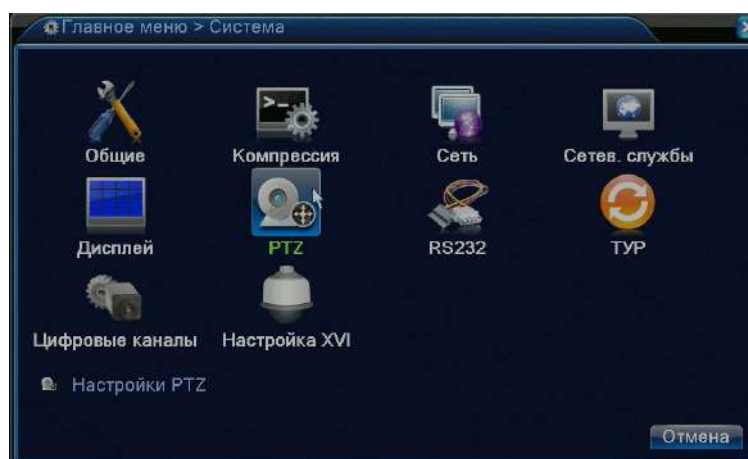 Главное меню > Система
Общие
Компрессия
Сеть
Сетев. службы
Дисплей
PTZ
RS232
ТУР
Цифровые каналы
Настройка XVI
Настройки PTZ
Отмена